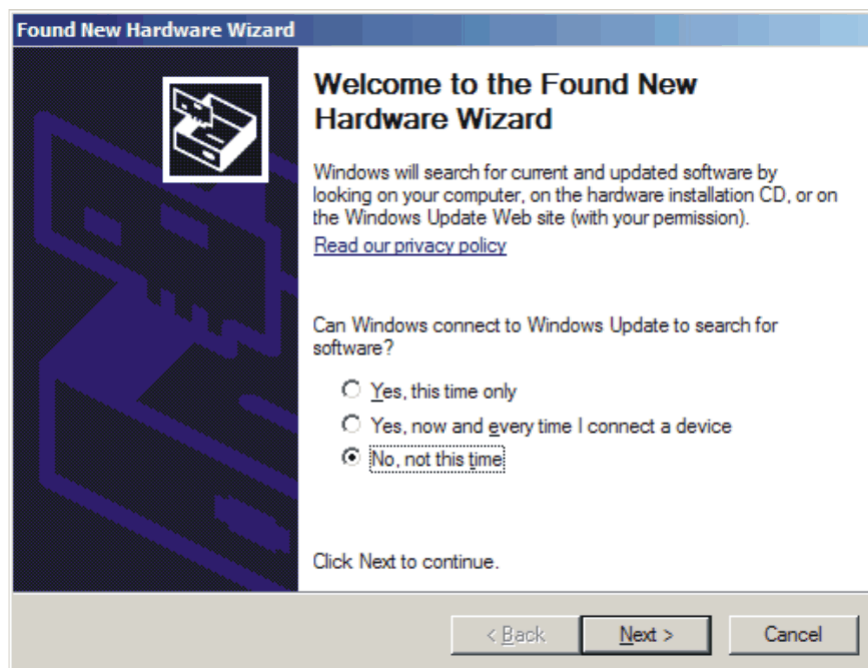 Found New Hardware Wizard
Welcome to the Found New
Hardware Wizard
Windows will search for current and updated software by
looking on your computer, on the hardware installation CD, or on
the Windows Update Web site (with your permission).
Read our privacy policy
Can Windows connect to Windows Update to search for
software?
Yes, this time only
Yes, now and every time I connect a device
No, not this time
Click Next to continue.
< Back
Next >
Cancel